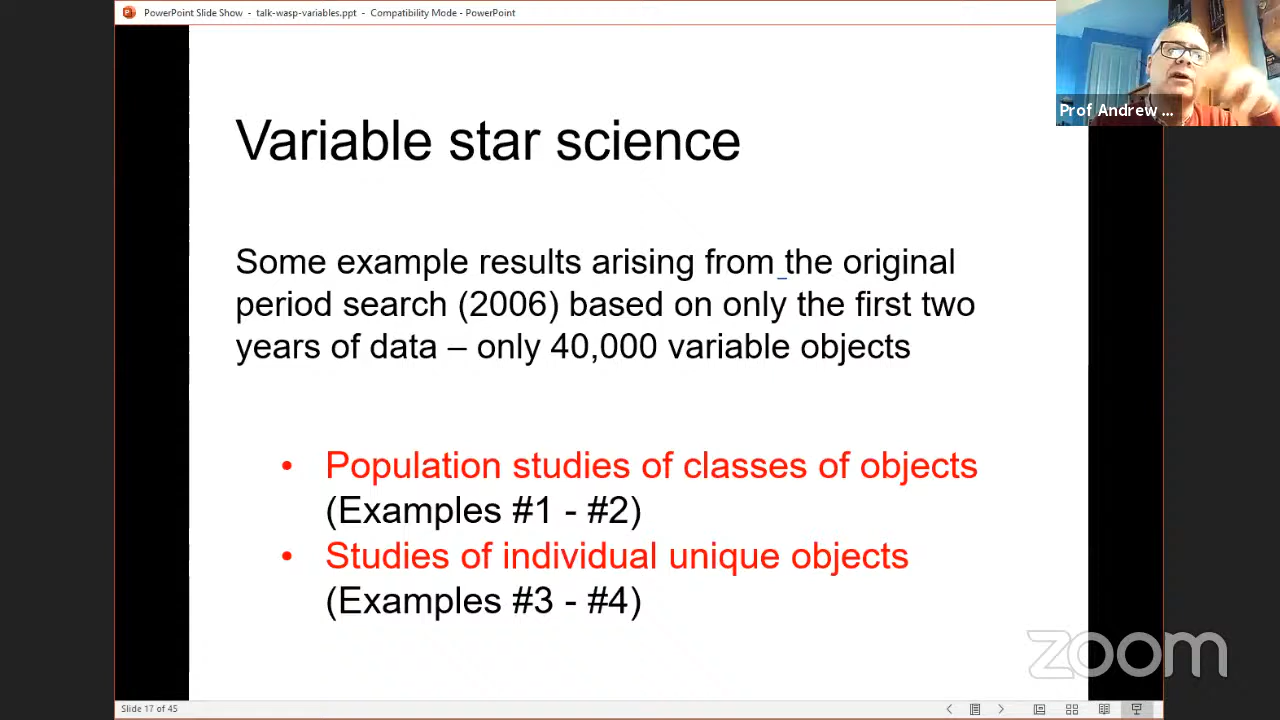 PowerPoint Slide Show - talk-wasp-variables.ppt - Compatibility Mode - PowerPoint
Prof Andrew ...
Variable star science
Some example results arising from the original
period search (2006) based on only the first two
years of data – only 40,000 variable objects
• Population studies of classes of objects
(Examples #1 - #2)
• Studies of individual unique objects
(Examples #3 - #4)
zoom
Slide 17 of 45